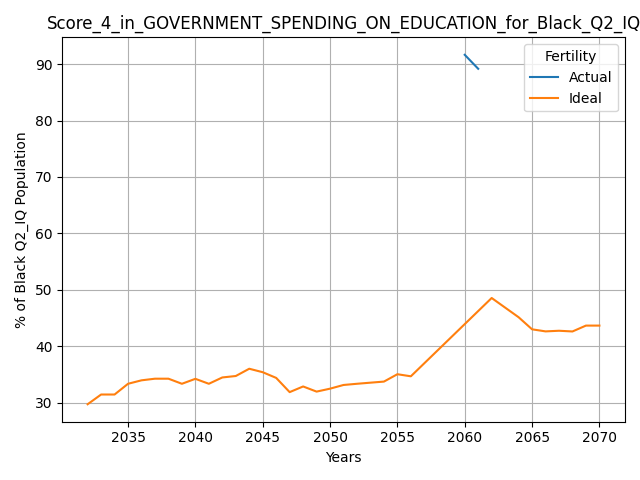 Score_4_in_GOVERNMENT_SPENDING_ON_EDUCATION_for_Black_Q2_IQ
Fertility
Actual
Ideal
% of Black Q2_IQ Population
90
80
70
60
50
40
30
2035 2040 2045 2050 2055 2060 2065 2070
Years